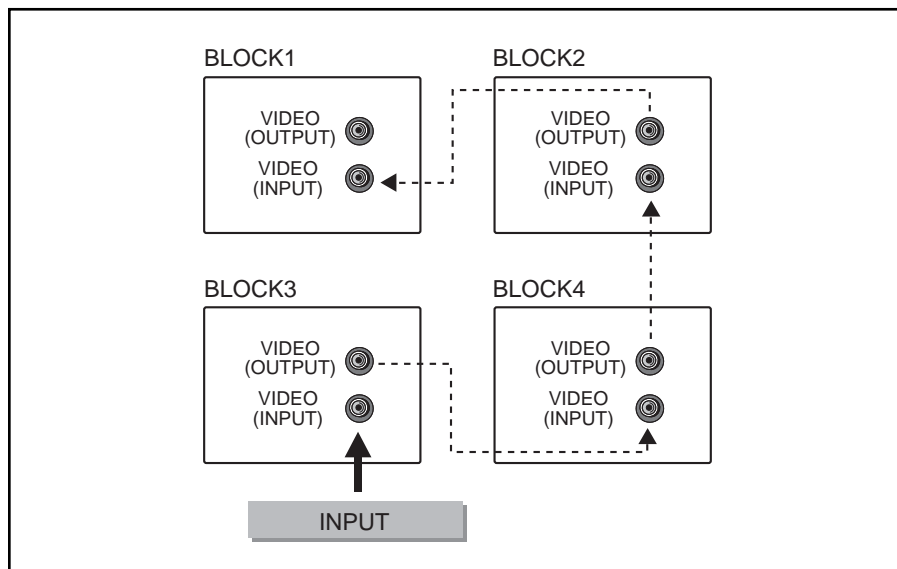 BLOCK1
VIDEO
(OUTPUT)
VIDEO
(INPUT)
BLOCK2
VIDEO
(OUTPUT)
VIDEO
(INPUT)
BLOCK3
VIDEO
(OUTPUT)
VIDEO
(INPUT)
BLOCK4
VIDEO
(OUTPUT)
VIDEO
(INPUT)
INPUT